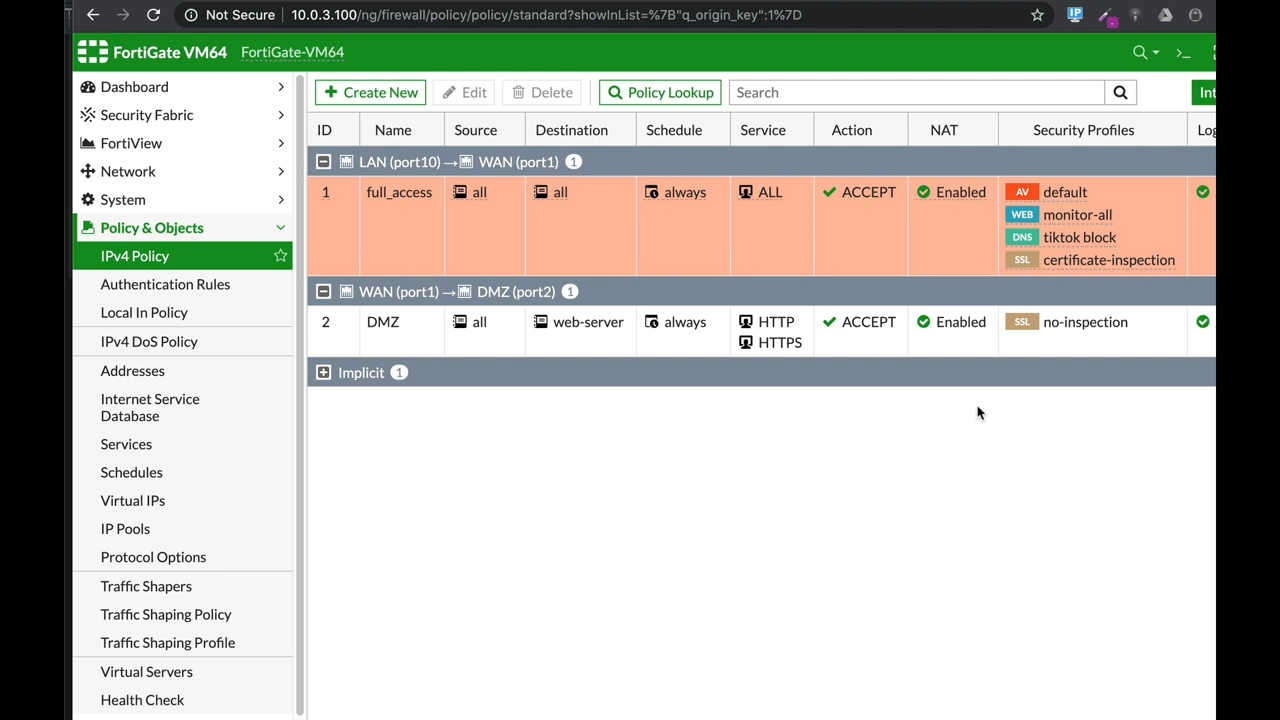 Not Secure | 10.0.3.100/ng/firewall/policy/policy/standard?showInList=%7B"q_origin_key":1%7D
IP
FortiGate VM64 FortiGate-VM64
>_
Dashboard
Security Fabric
FortiView
Network
System
Policy & Objects
IPv4 Policy
Authentication Rules
Local In Policy
IPv4 DoS Policy
Addresses
Internet Service
Database
Services
Schedules
Virtual IPs
IP Pools
Protocol Options
Traffic Shapers
Traffic Shaping Policy
Traffic Shaping Profile
Virtual Servers
Health Check
+ Create New Edit Delete Policy Lookup Search Int
ID Name Source Destination Schedule Service Action NAT Security Profiles Log
LAN (port10) → WAN (port1) 1
1 full_access all all always ALL ACCEPT Enabled AV default
WEB monitor-all
DNS tiktok block
SSL certificate-inspection
WAN (port1) → DMZ (port2) 1
2 DMZ all web-server always HTTP ACCEPT Enabled SSL no-inspection
HTTPS
Implicit 1